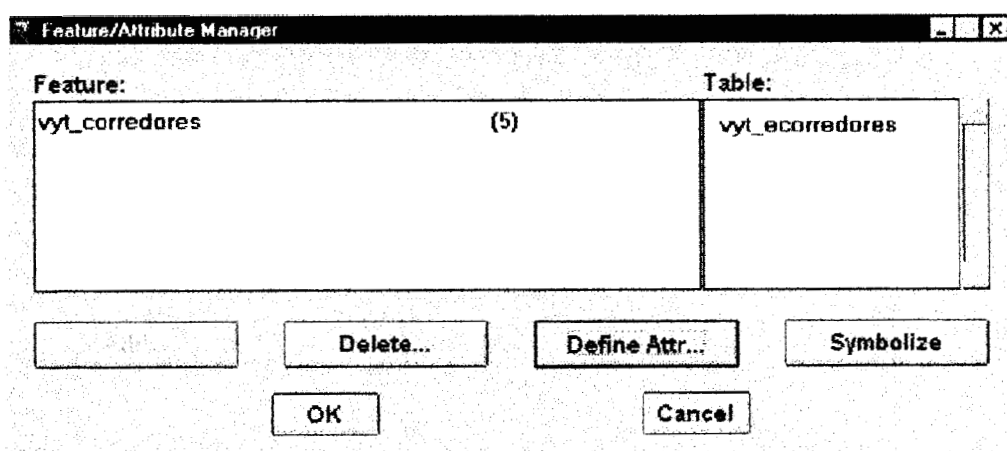 Feature/Attribute Manager
Feature: Table:
vyt_corredores (5) vyt_ecorredores
Delete... Define Attr... Symbolize
OK Cancel